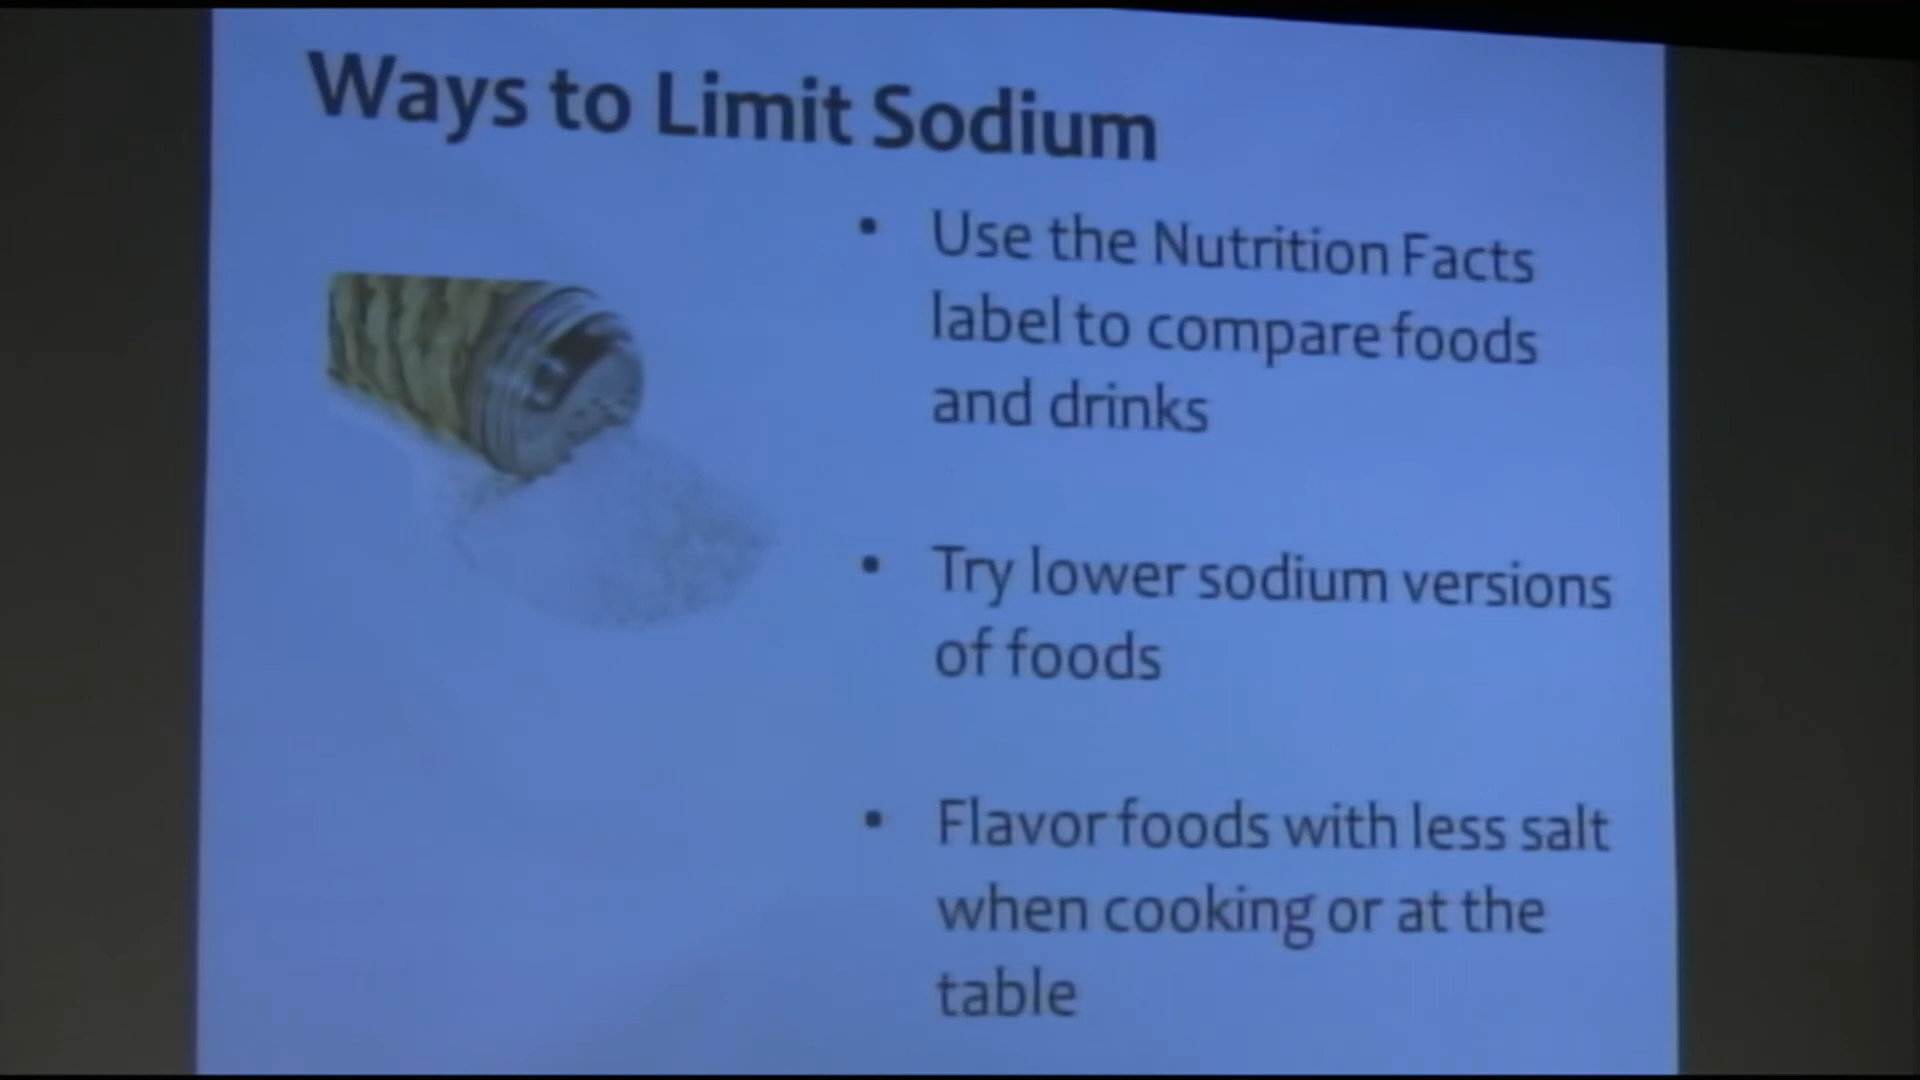 Ways to Limit Sodium
• Use the Nutrition Facts
label to compare foods
and drinks
• Try lower sodium versions
of foods
• Flavor foods with less salt
when cooking or at the
table